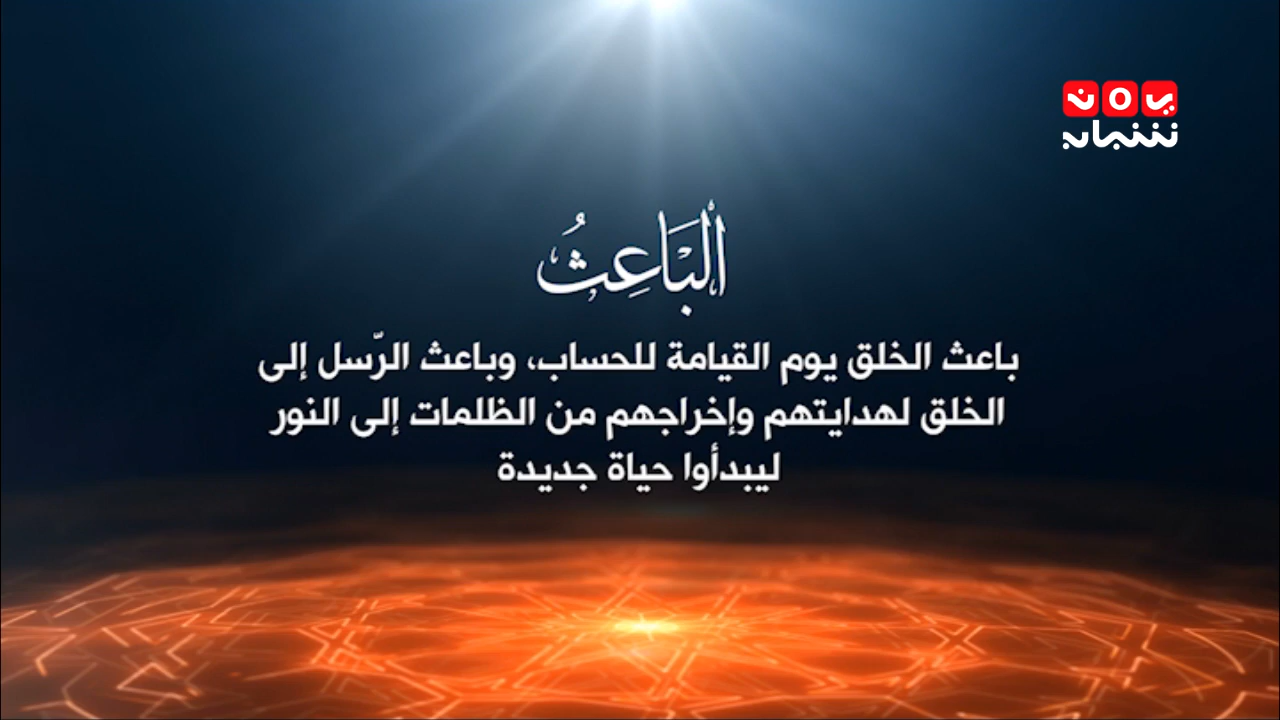 يمن
شباب
الْبَاعِثُ
باعث الخلق يوم القيامة للحساب، وباعث الرّسل إلى
الخلق لهدايتهم وإخراجهم من الظلمات إلى النور
ليبدأوا حياة جديدة